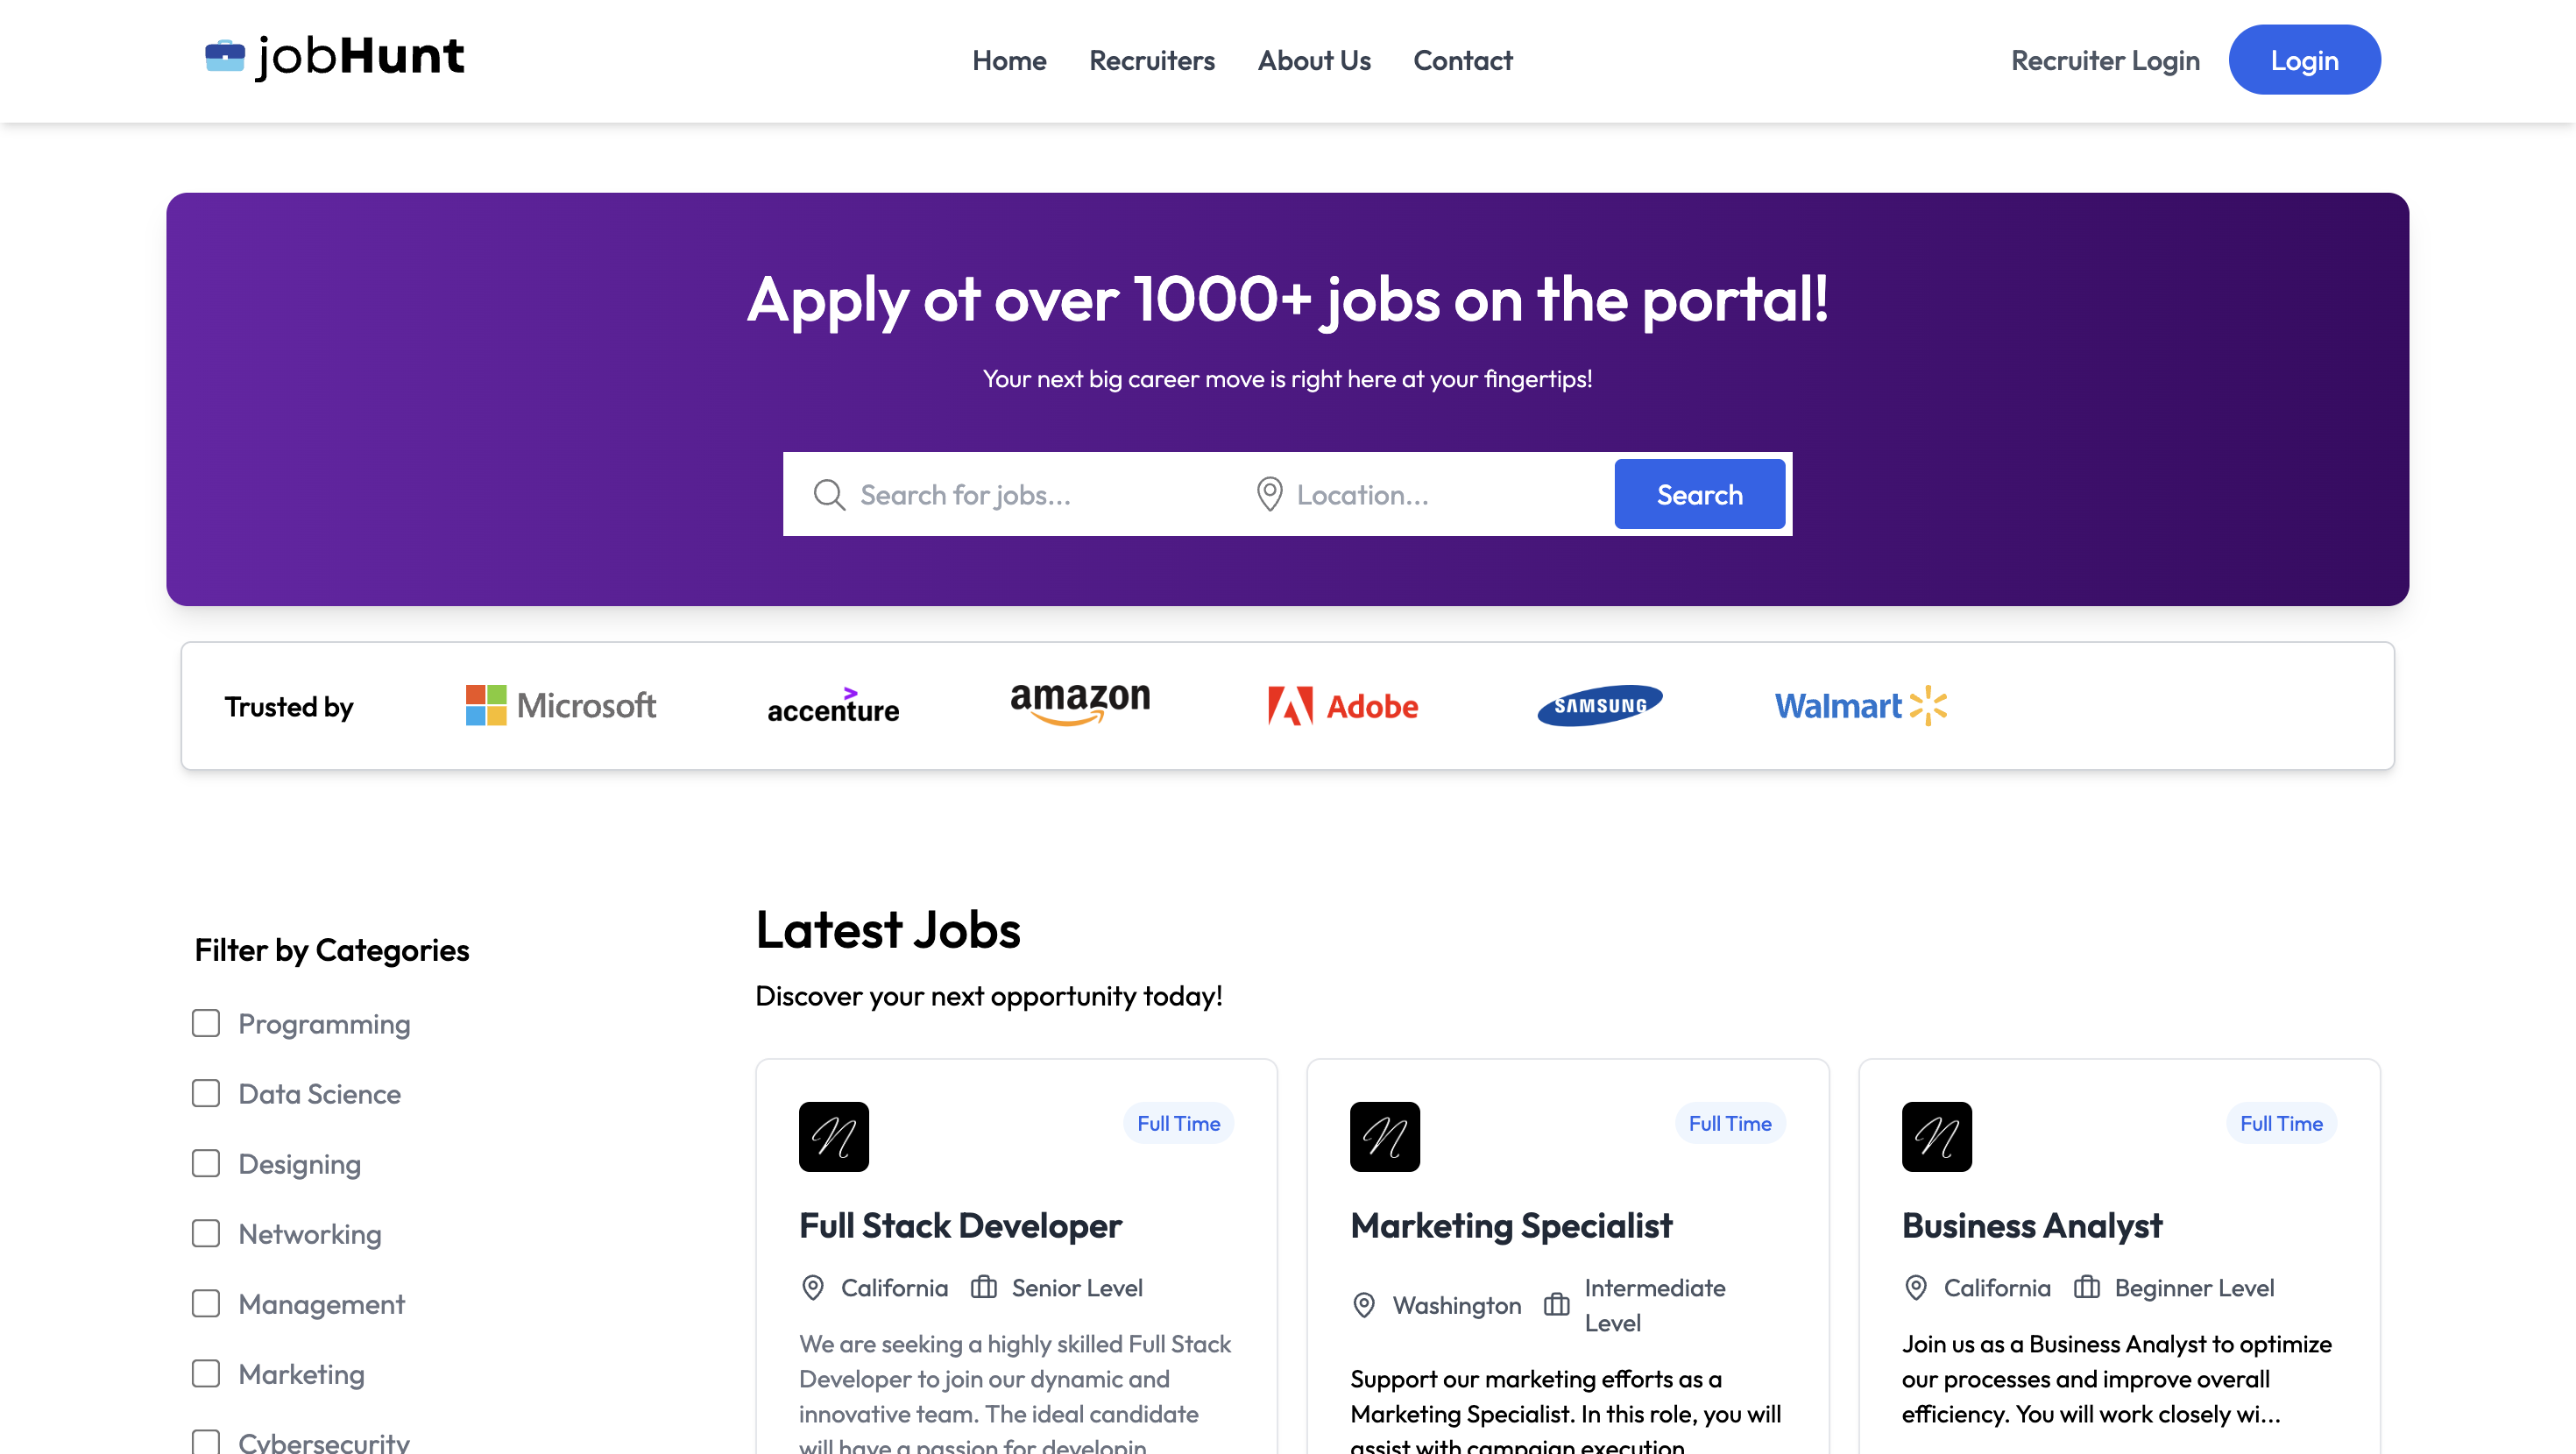 jobHunt
Home Recruiters About Us Contact
Recruiter Login Login
Apply ot over 1000+ jobs on the portal!
Your next big career move is right here at your fingertips!
Search for jobs... Location... Search
Trusted by Microsoft accenture amazon Adobe SAMSUNG Walmart
Filter by Categories
Programming
Data Science
Designing
Networking
Management
Marketing
Cybersecurity
Latest Jobs
Discover your next opportunity today!
Full Time
Full Stack Developer
California Senior Level
We are seeking a highly skilled Full Stack
Developer to join our dynamic and
innovative team. The ideal candidate
will have a passion for developin
Full Time
Marketing Specialist
Washington Intermediate
Level
Support our marketing efforts as a
Marketing Specialist. In this role, you will
assist with campaign execution
Full Time
Business Analyst
California Beginner Level
Join us as a Business Analyst to optimize
our processes and improve overall
efficiency. You will work closely wi...